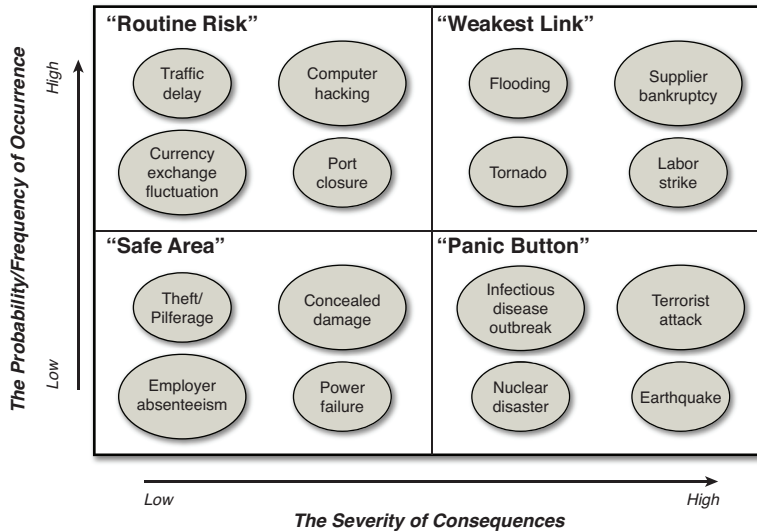 “Routine Risk”
Traffic
delay
Computer
hacking
Currency
exchange
fluctuation
Port
closure
“Weakest Link”
Flooding
Supplier
bankruptcy
Tornado
Labor
strike
“Safe Area”
Theft/
Pilferage
Concealed
damage
Employer
absenteeism
Power
failure
“Panic Button”
Infectious
disease
outbreak
Terrorist
attack
Nuclear
disaster
Earthquake
The Probability/Frequency of Occurrence
High
Low
Low
High
The Severity of Consequences